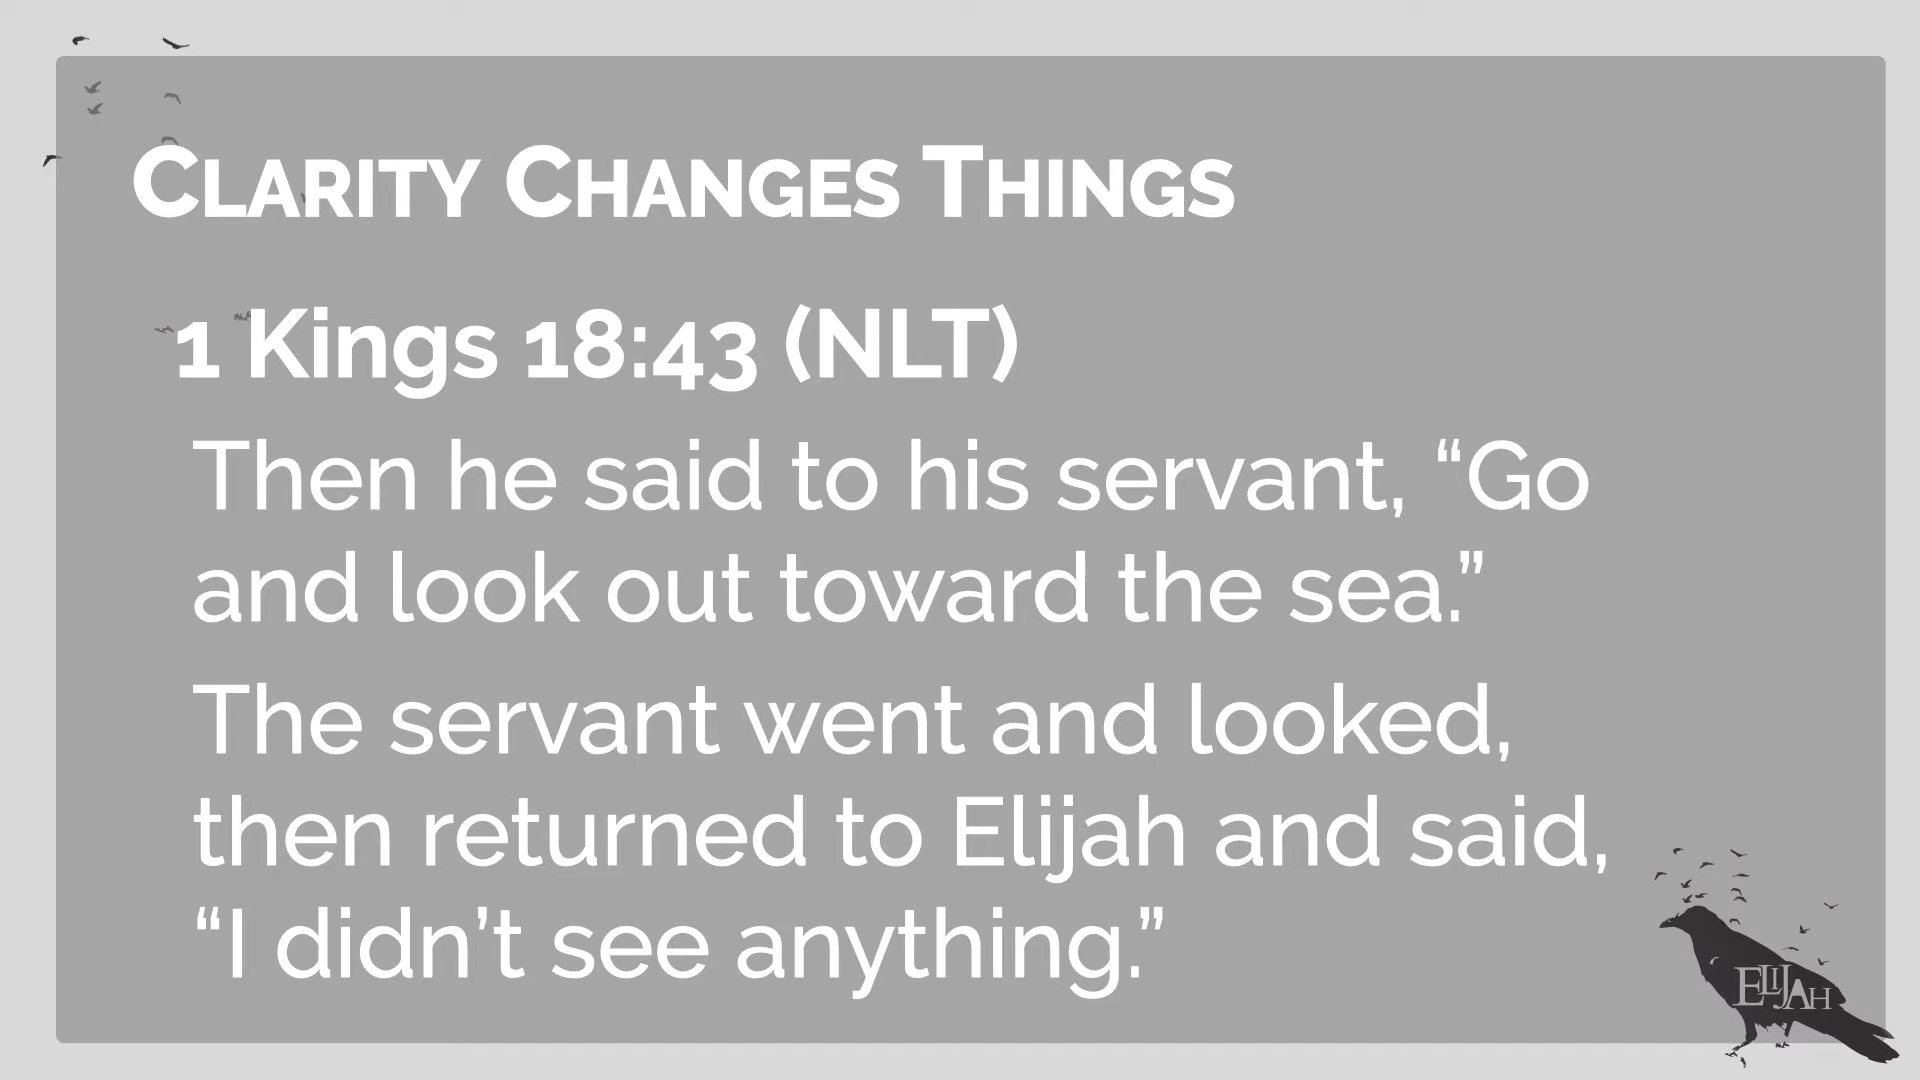 CLARITY CHANGES THINGS
1 Kings 18:43 (NLT)
Then he said to his servant, “Go
and look out toward the sea.”
The servant went and looked,
then returned to Elijah and said,
“I didn’t see anything.”
ELIJAH